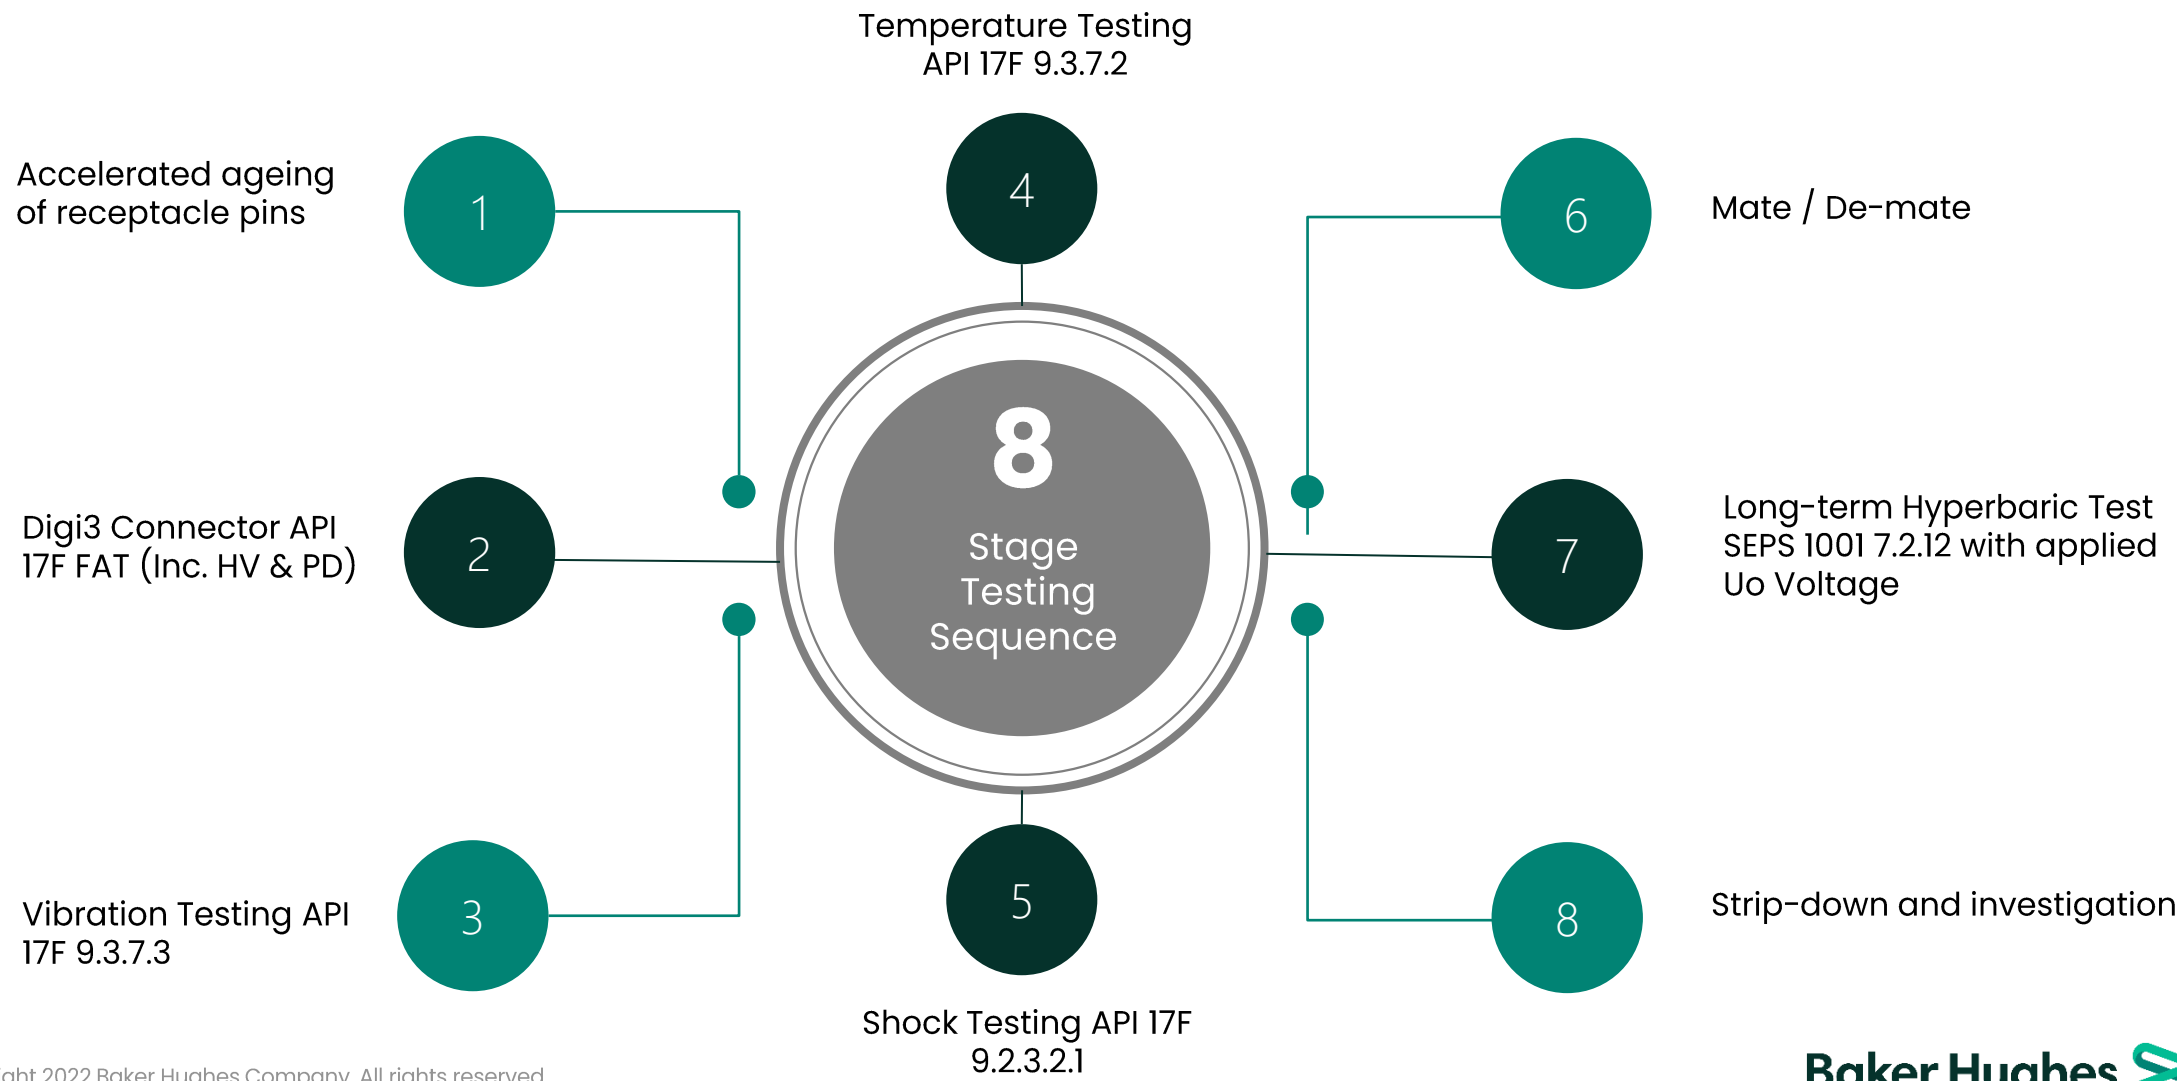 Temperature Testing
API 17F 9.3.7.2
Accelerated ageing
of receptacle pins
1
4
6
Mate / De-mate
Digi3 Connector API
17F FAT (Inc. HV & PD)
2
8
Stage
Testing
Sequence
7
Long-term Hyperbaric Test
SEPS 1001 7.2.12 with applied
Uo Voltage
Vibration Testing API
17F 9.3.7.3
3
5
8
Strip-down and investigation
Shock Testing API 17F
9.2.3.2.1
ght 2022 Baker Hughes Company. All rights reserved
Baker Hughes